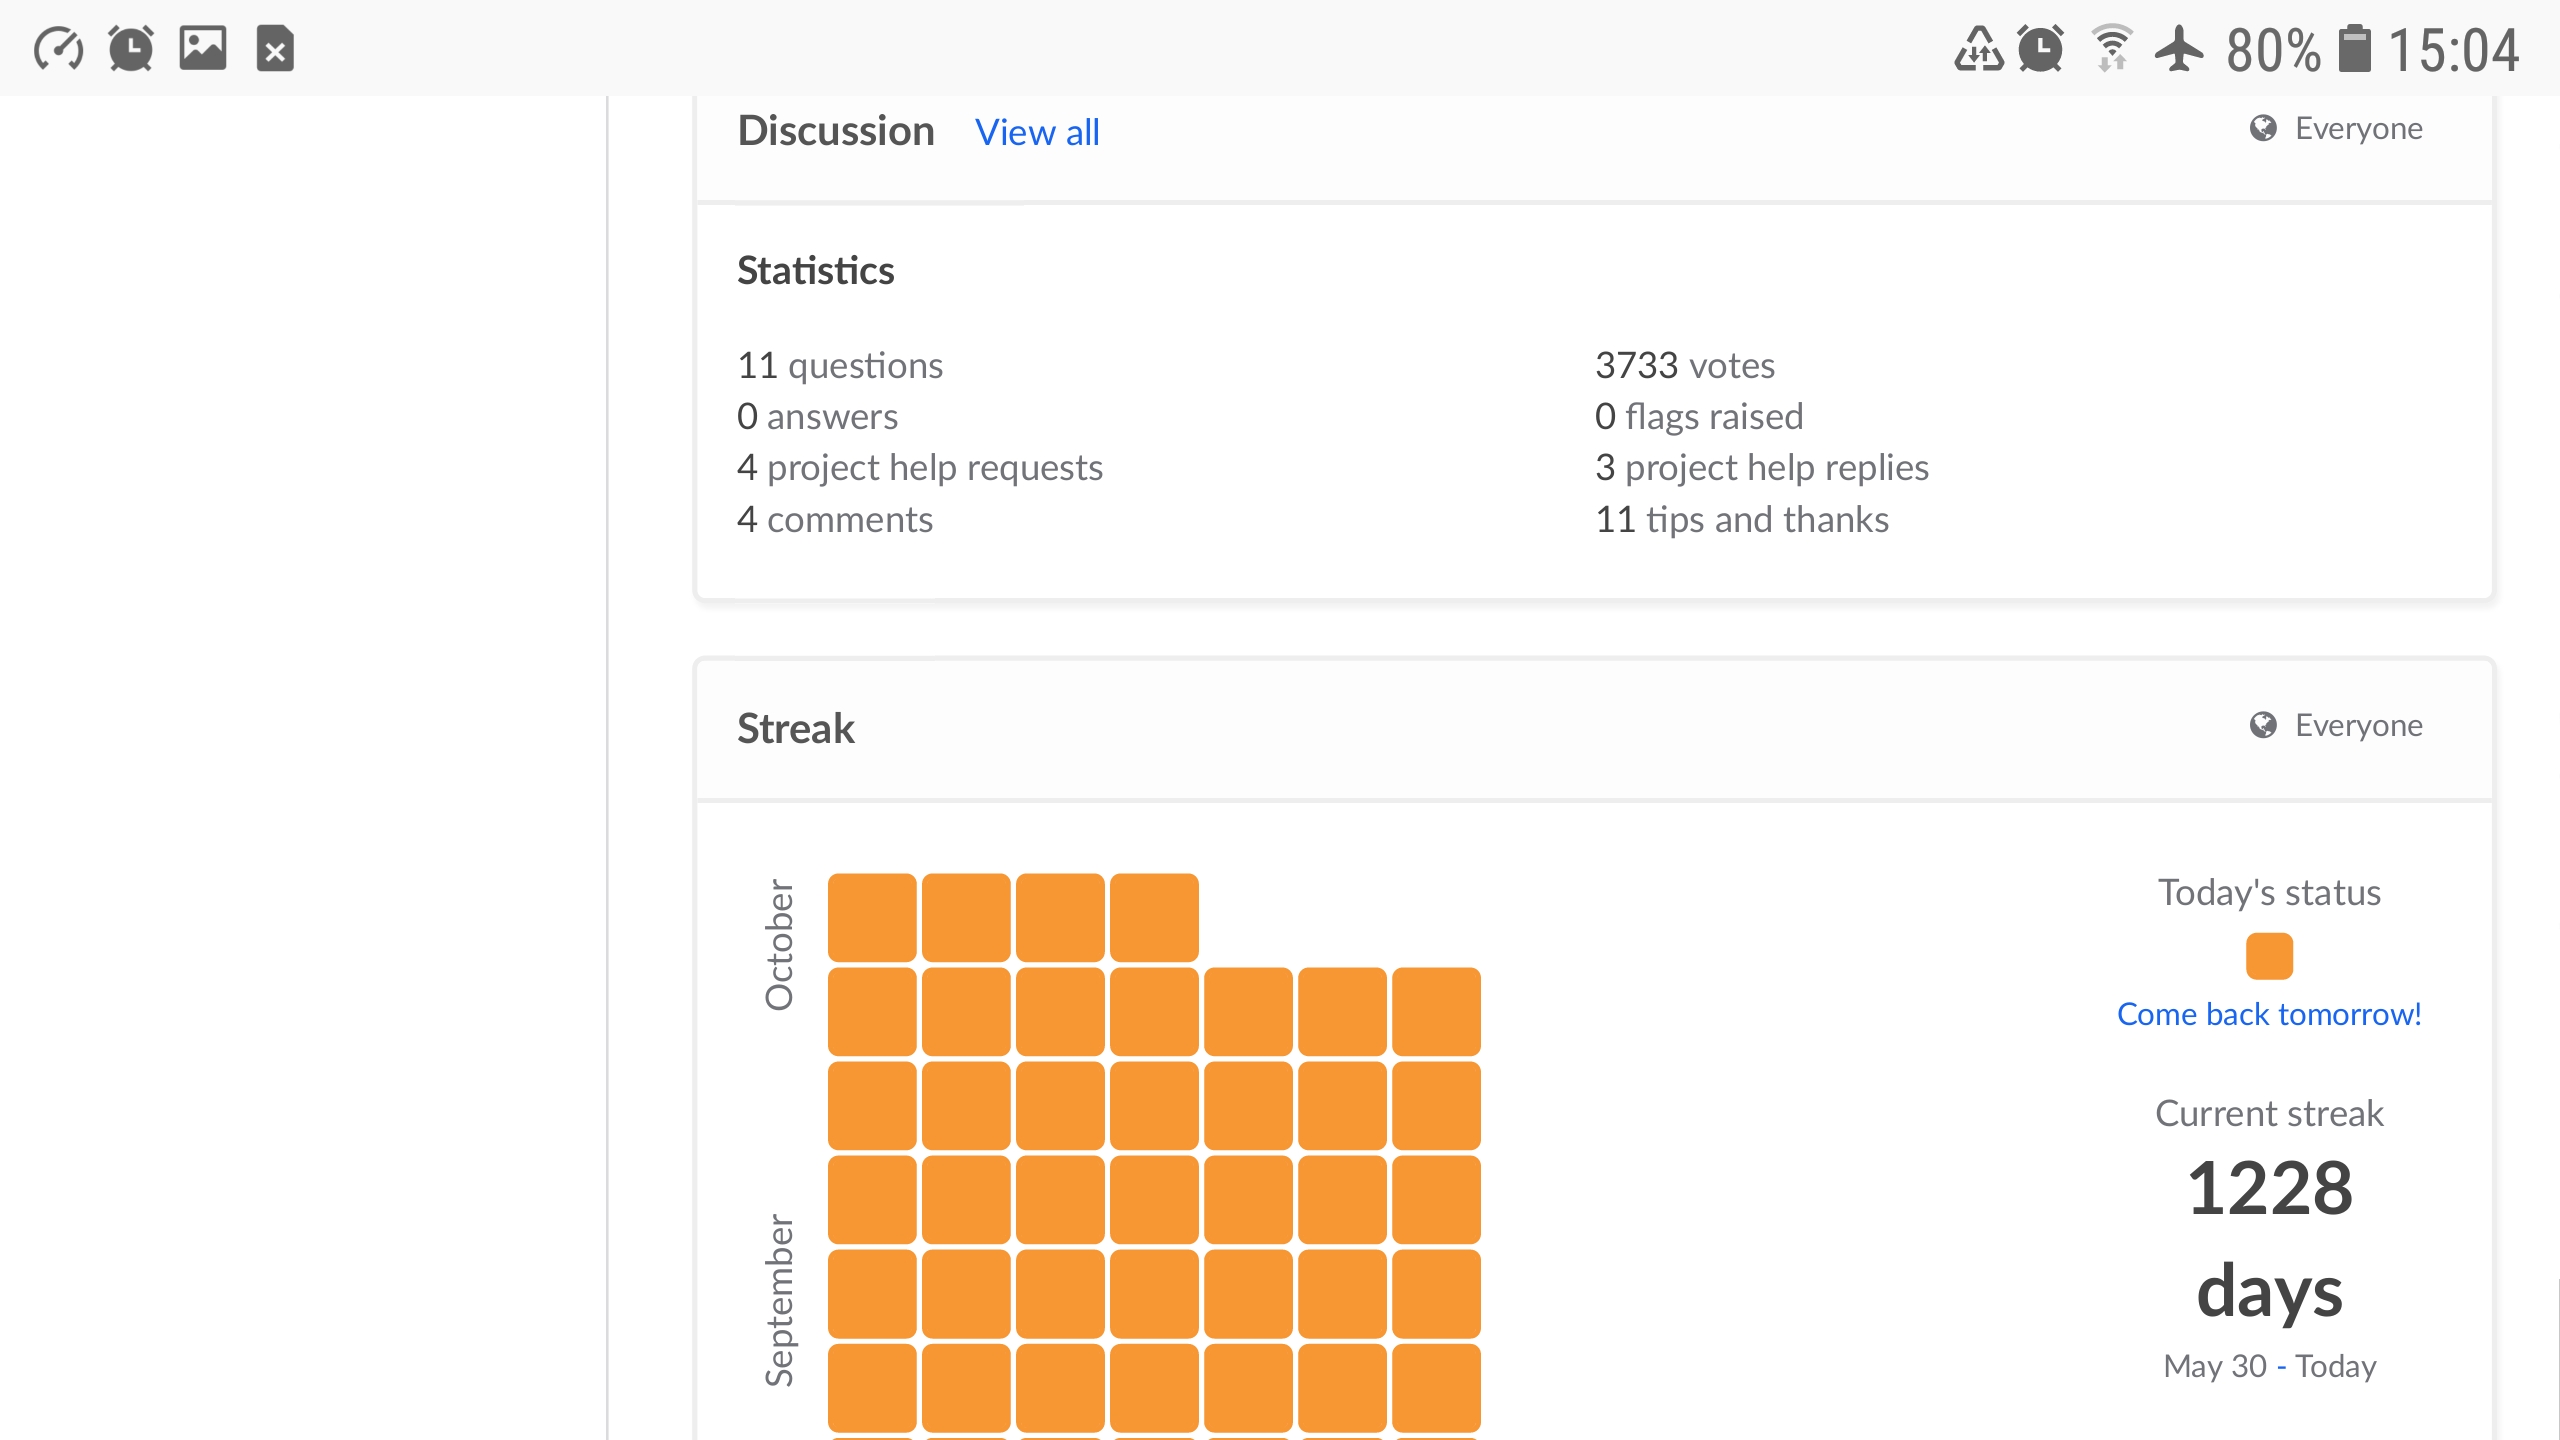 80% 15:04
Discussion View all Everyone
Statistics
11 questions
0 answers
4 project help requests
4 comments
3733 votes
0 flags raised
3 project help replies
11 tips and thanks
Streak Everyone
October
September
Today's status
Come back tomorrow!
Current streak
1228
days
May 30 - Today